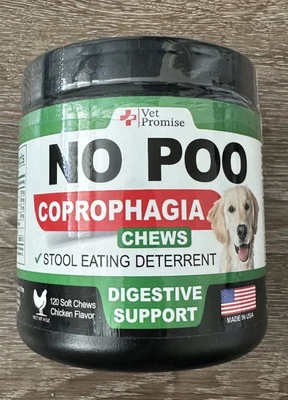 Vet
Promise
NO POO
COPROPHAGIA
CHEWS
✓ STOOL EATING DETERRENT
120 Soft Chews
Chicken Flavor
DIGESTIVE
SUPPORT
MADE IN USA